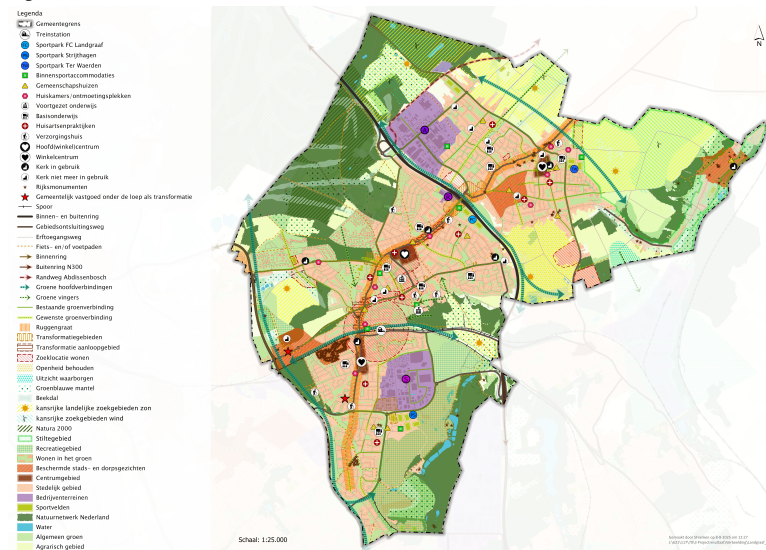 Legenda
Gemeentegrens
Treinstation
Sportpark FC Landgraaf
Sportpark Strijthagen
Sportpark Ter Waerden
Binnensportaccommodaties
Gemeenschapshuizen
Huiskamers/ontmoetingsplekken
Voortgezet onderwijs
Basisonderwijs
Huisartsenpraktijken
Verzorgingshuis
Hoofdwinkelcentrum
Winkelcentrum
Kerk in gebruik
Kerk niet meer in gebruik
Rijksmonumenten
Gemeentelijk vastgoed onder de loep als transformatie
Spoor
Binnen- en buitenring
Gebiedsontsluitingsweg
Erftoegangsweg
Fiets- en/of voetpaden
Binnenring
Buitenring N300
Randweg Abdissenbosch
Groene hoofdverbindingen
Groene vingers
Bestaande groenverbinding
Gewenste groenverbinding
Ruggengraat
Transformatiegebieden
Transformatie aanloopgebied
Zoeklocatie wonen
Openheid behouden
Uitzicht waarborgen
Groenblauwe mantel
Beekdal
kansrijke landelijke zoekgebieden zon
kansrijke zoekgebieden wind
Natura 2000
Stiltegebied
Recreatiegebied
Wonen in het groen
Beschermde stads- en dorpsgezichten
Centrumgebied
Stedelijk gebied
Bedrijventerreinen
Sportvelden
Natuurnetwerk Nederland
Water
Algemeen groen
Agrarisch gebied
N
Schaal: 1:25.000